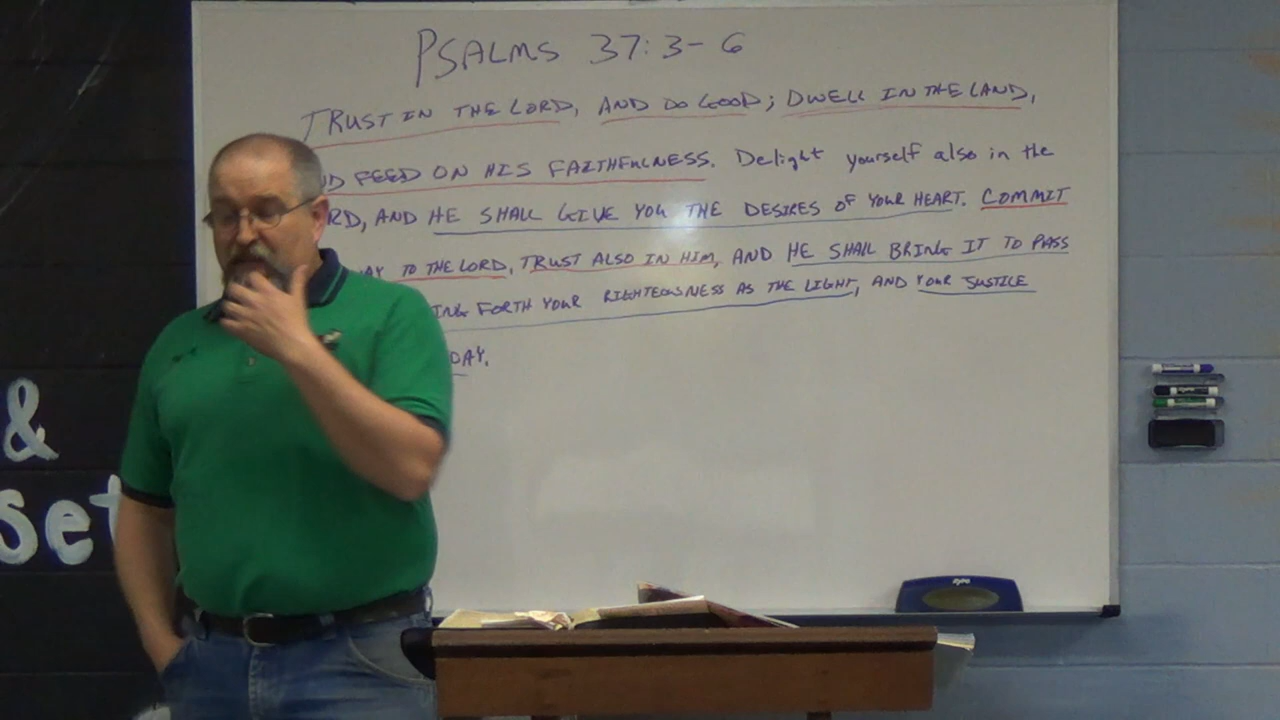 PSALMS 37:3-6
TRUST IN THE LORD, AND DO GOOD; DWELL IN THE LAND,
FEED ON HIS FAITHFULNESS. Delight yourself also in the
AND HE SHALL GIVE YOU THE DESIRES OF YOUR HEART. COMMIT
TO THE LORD, TRUST ALSO IN HIM, AND HE SHALL BRING IT TO PASS
FORTH YOUR RIGHTEOUSNESS AS THE LIGHT, AND YOUR JUSTICE
DAY.
&
set